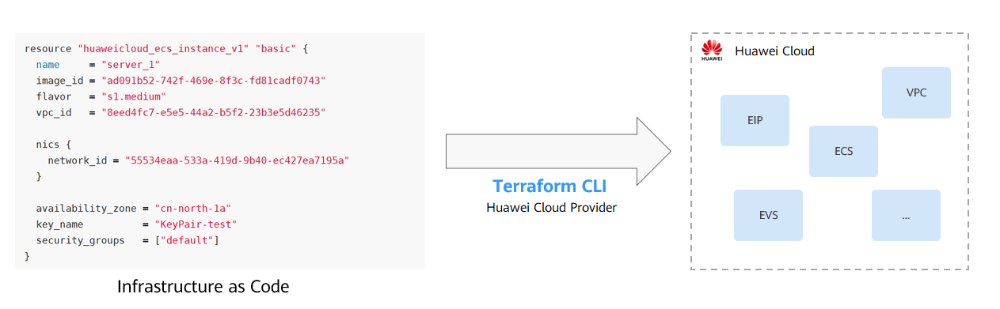 resource "huaweicloud_ecs_instance_v1" "basic" {
  name     = "server_1"
  image_id = "ad091b52-742f-469e-8f3c-fd81cadf0743"
  flavor   = "s1.medium"
  vpc_id   = "8eed4fc7-e5e5-44a2-b5f2-23b3e5d46235"
  nics {
    network_id = "55534eaa-533a-419d-9b40-ec427ea7195a"
  }
  availability_zone = "cn-north-1a"
  key_name          = "KeyPair-test"
  security_groups   = ["default"]
}
Infrastructure as Code
Terraform CLI
Huawei Cloud Provider
HUAWEI
Huawei Cloud
VPC
EIP
ECS
EVS
...